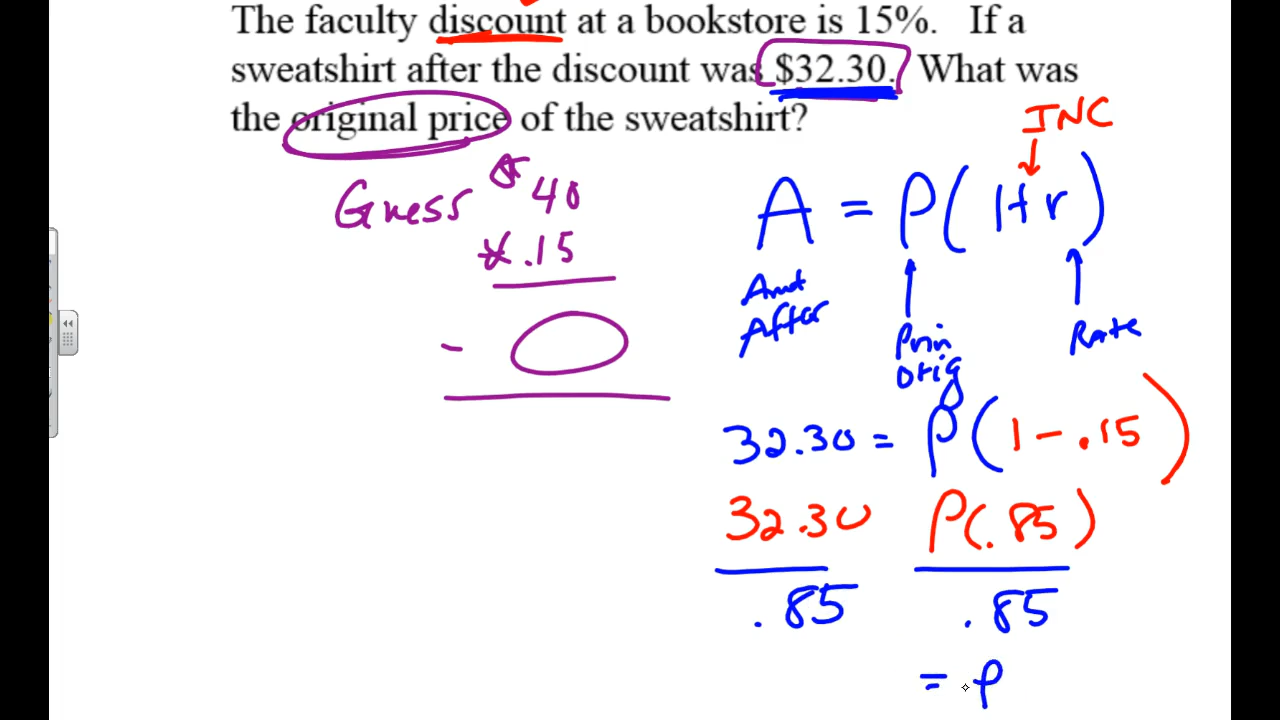 The faculty discount at a bookstore is 15%. If a
sweatshirt after the discount was $32.30. What was
the original price of the sweatshirt?
INC
Guess 40
× .15
-
A = P(1+r)
Amt
After
Prin
Orig
Rate
32.30 = P(1 - .15)
32.30 P(.85)
.85 .85
= P